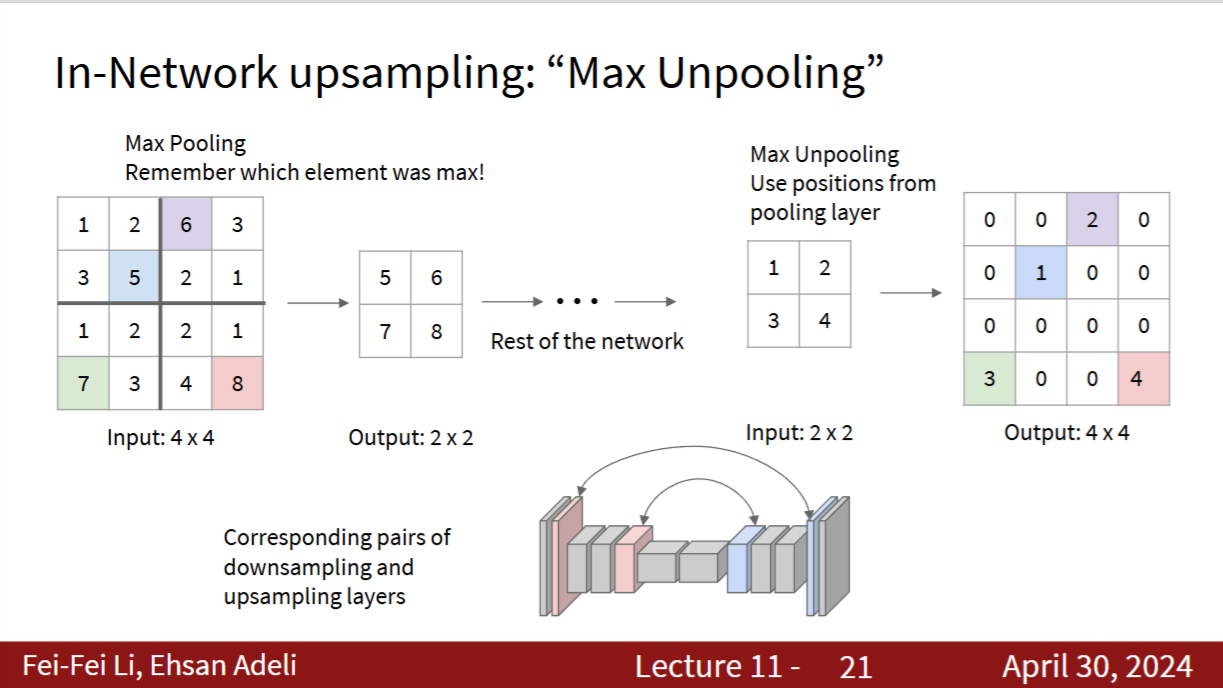 In-Network upsampling: “Max Unpooling”
Max Pooling
Remember which element was max!
1 2 6 3
3 5 2 1
1 2 2 1
7 3 4 8
Input: 4 x 4
5 6
7 8
Output: 2 x 2
• • •
Rest of the network
Max Unpooling
Use positions from
pooling layer
1 2
3 4
Input: 2 x 2
0 0 2 0
0 1 0 0
0 0 0 0
3 0 0 4
Output: 4 x 4
Corresponding pairs of
downsampling and
upsampling layers
Fei-Fei Li, Ehsan Adeli
Lecture 11 - 21
April 30, 2024